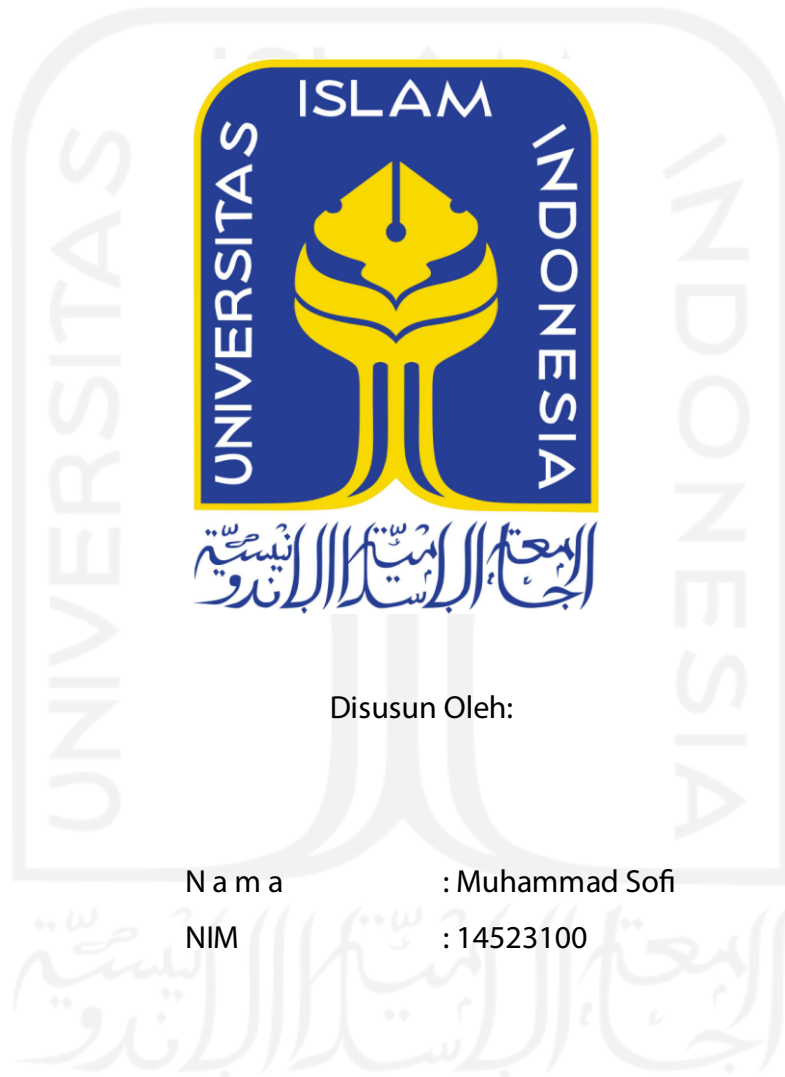 ISLAM
UNIVERSITAS
INDONESIA
الجامعة الإسلامية الإندونيسية
Disusun Oleh:
N a m a : Muhammad Sofi
NIM : 14523100